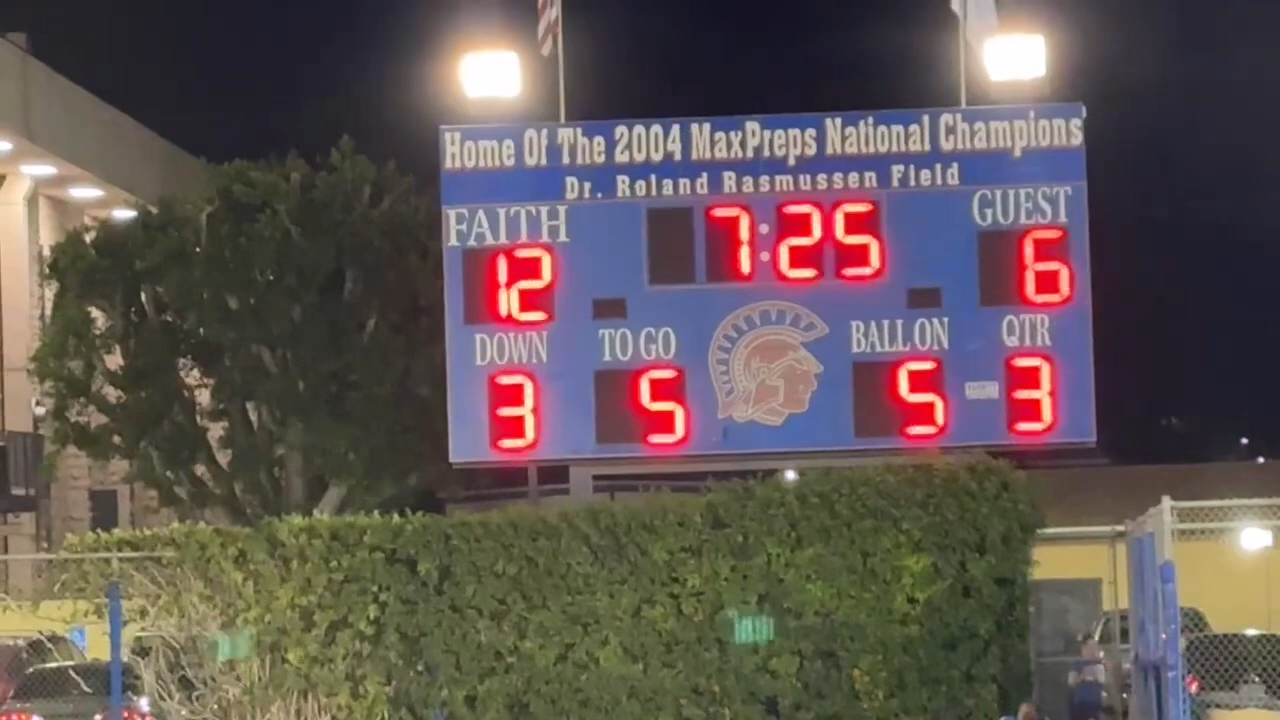 Home Of The 2004 MaxPreps National Champions
Dr. Roland Rasmussen Field
FAITH 7:25 GUEST
12 6
DOWN TO GO BALL ON QTR
3 5 5 3